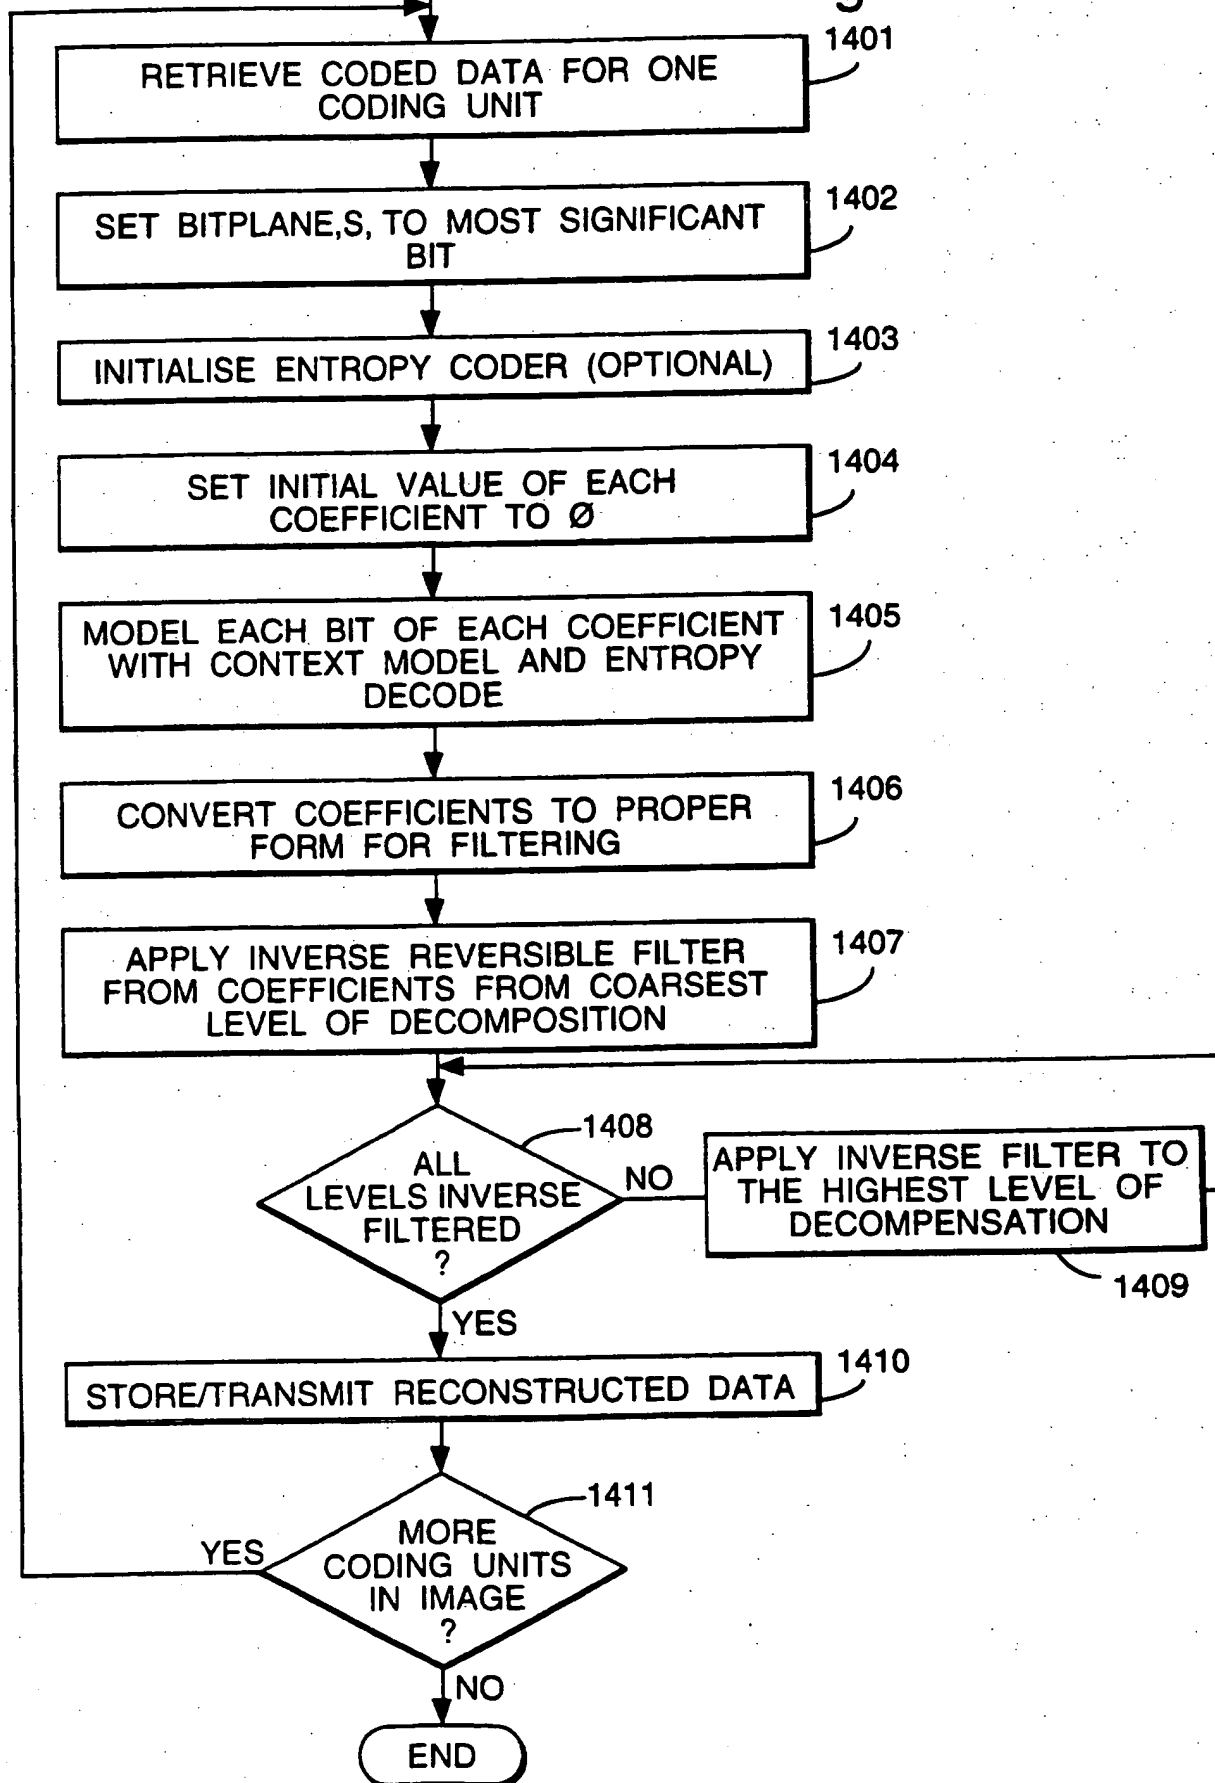 1401
RETRIEVE CODED DATA FOR ONE
CODING UNIT
1402
SET BITPLANE,S, TO MOST SIGNIFICANT
BIT
1403
INITIALISE ENTROPY CODER (OPTIONAL)
1404
SET INITIAL VALUE OF EACH
COEFFICIENT TO Ø
1405
MODEL EACH BIT OF EACH COEFFICIENT
WITH CONTEXT MODEL AND ENTROPY
DECODE
1406
CONVERT COEFFICIENTS TO PROPER
FORM FOR FILTERING
1407
APPLY INVERSE REVERSIBLE FILTER
FROM COEFFICIENTS FROM COARSEST
LEVEL OF DECOMPOSITION
1408
ALL
LEVELS INVERSE
FILTERED
?
NO
APPLY INVERSE FILTER TO
THE HIGHEST LEVEL OF
DECOMPENSATION
1409
YES
1410
STORE/TRANSMIT RECONSTRUCTED DATA
1411
MORE
CODING UNITS
IN IMAGE
?
YES
NO
END